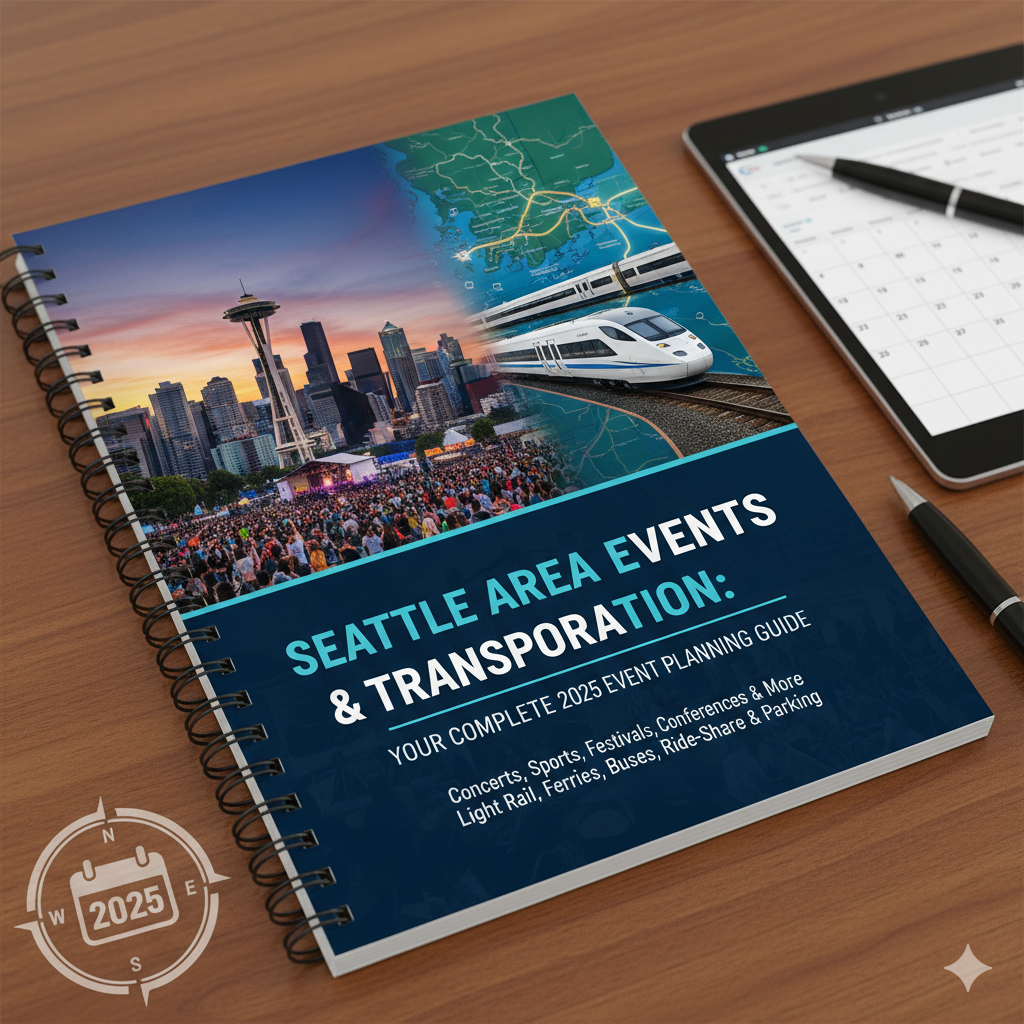 SEATTLE AREA EVENTS
& TRANSPORATION:
YOUR COMPLETE 2025 EVENT PLANNING GUIDE
Concerts, Sports, Festivals, Conferences & More
Light Rail, Ferries, Buses, Ride-Share & Parking
N
W
2025
E
S